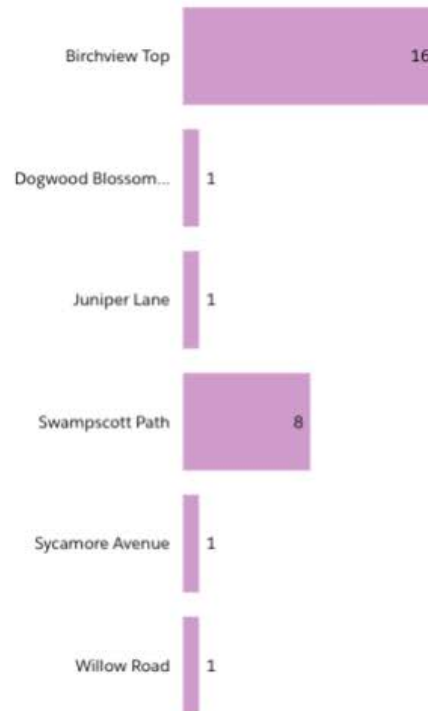 Birchview Top 16
Dogwood Blossom... 1
Juniper Lane 1
Swampscott Path 8
Sycamore Avenue 1
Willow Road 1